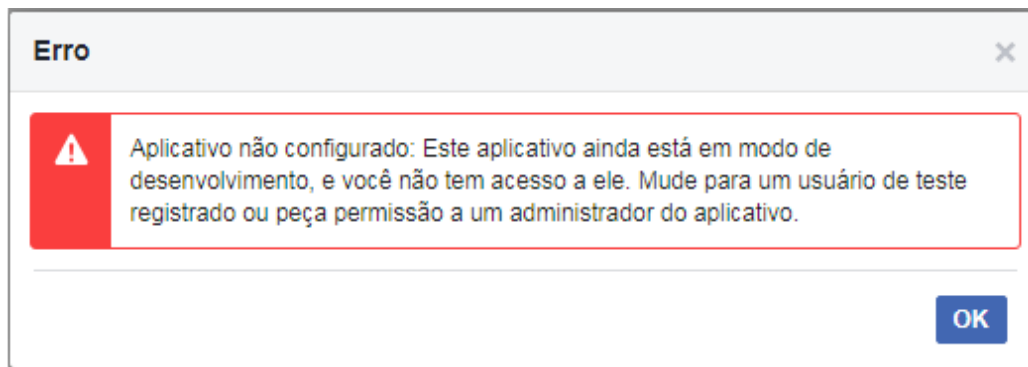 Erro
Aplicativo não configurado: Este aplicativo ainda está em modo de
desenvolvimento, e você não tem acesso a ele. Mude para um usuário de teste
registrado ou peça permissão a um administrador do aplicativo.
OK